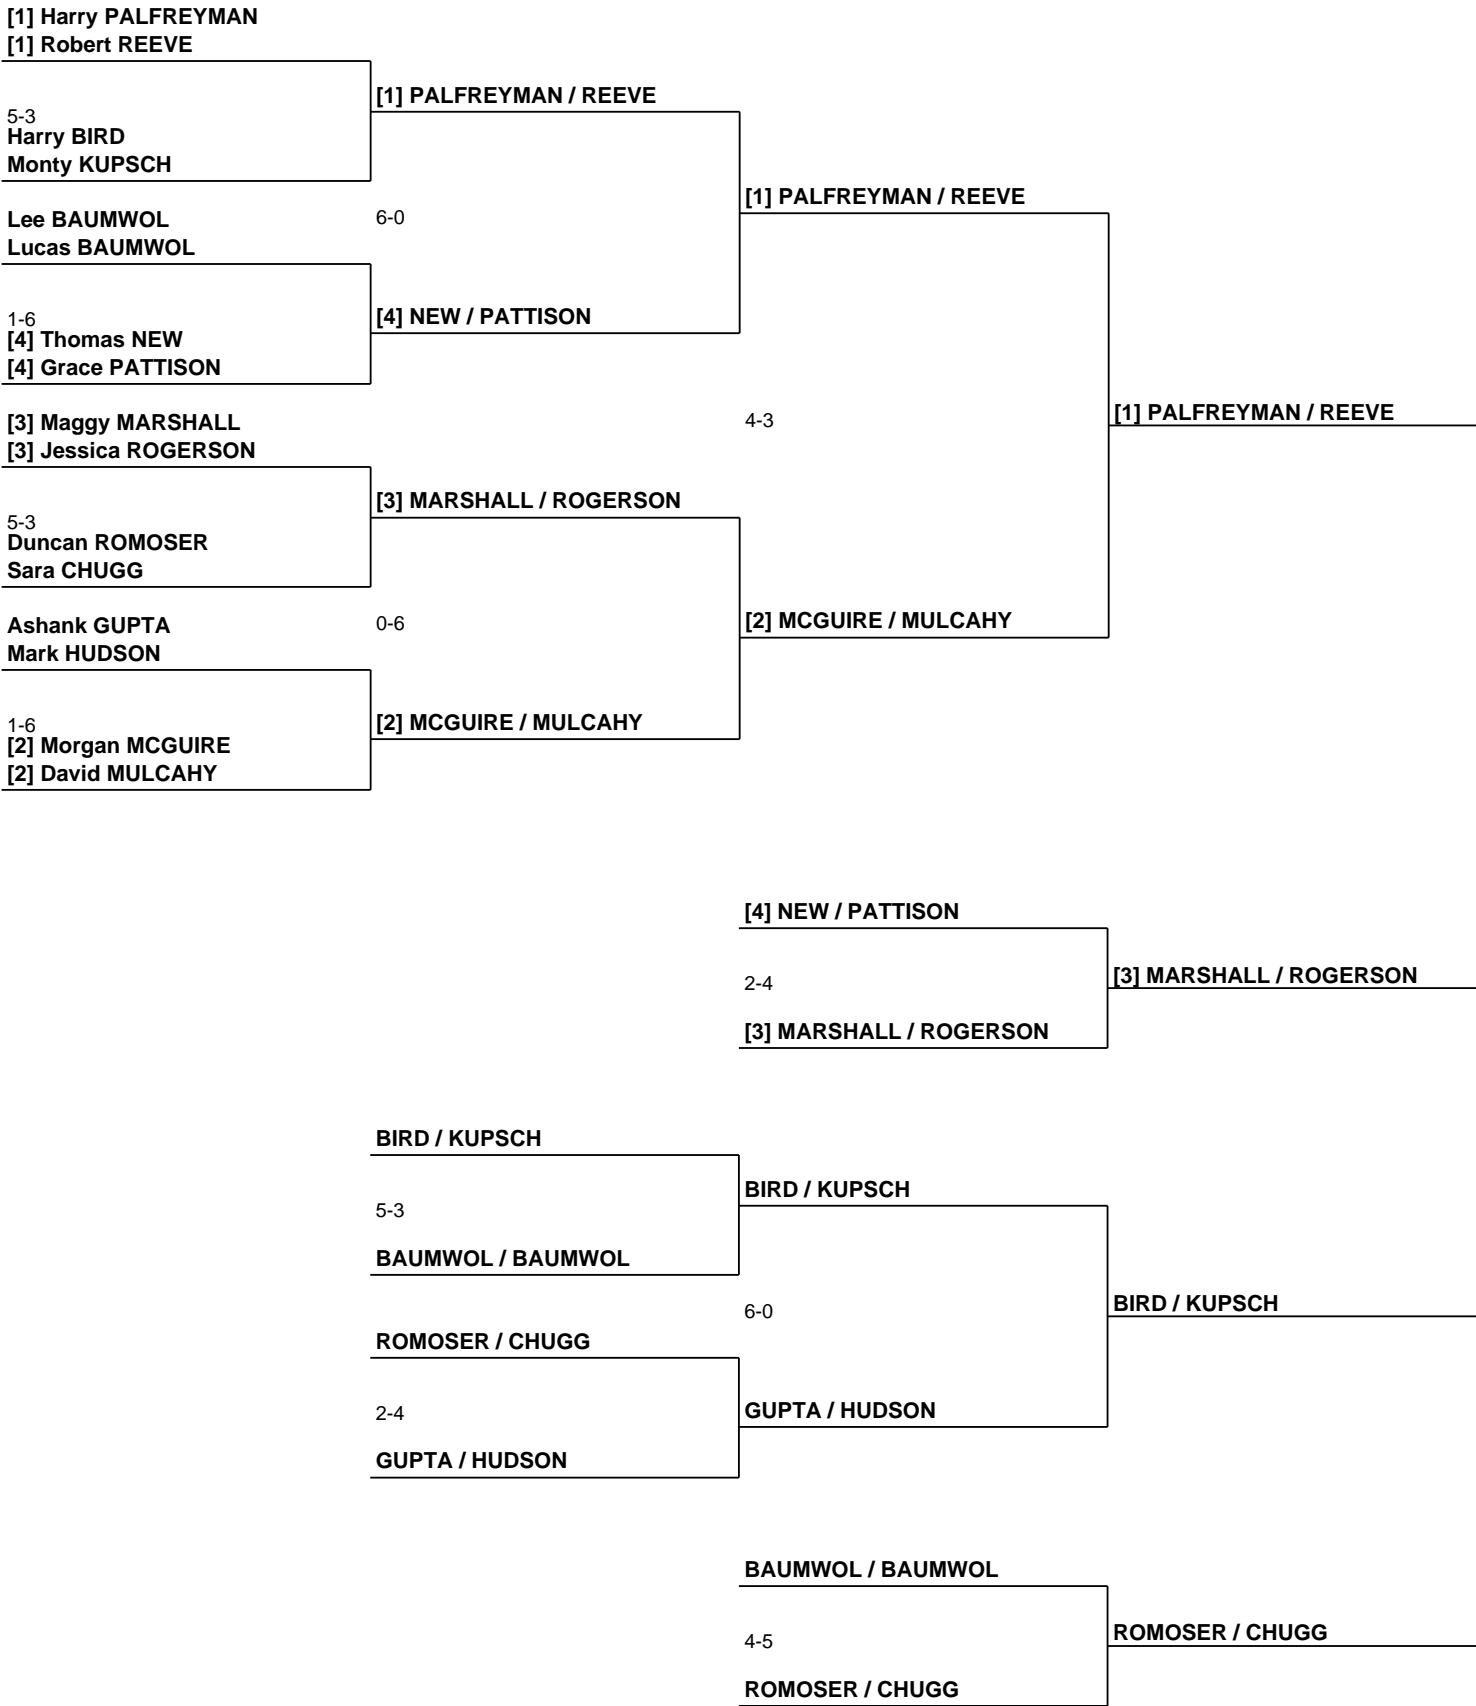 [1] Harry PALFREYMAN
[1] Robert REEVE
[1] PALFREYMAN / REEVE
5-3
Harry BIRD
Monty KUPSCH
[1] PALFREYMAN / REEVE
Lee BAUMWOL
6-0
Lucas BAUMWOL
1-6
[4] NEW / PATTISON
[4] Thomas NEW
[4] Grace PATTISON
[3] Maggy MARSHALL
4-3
[1] PALFREYMAN / REEVE
[3] Jessica ROGERSON
[3] MARSHALL / ROGERSON
5-3
Duncan ROMOSER
Sara CHUGG
Ashank GUPTA
0-6
[2] MCGUIRE / MULCAHY
Mark HUDSON
1-6
[2] MCGUIRE / MULCAHY
[2] Morgan MCGUIRE
[2] David MULCAHY
[4] NEW / PATTISON
2-4
[3] MARSHALL / ROGERSON
[3] MARSHALL / ROGERSON
BIRD / KUPSCH
BIRD / KUPSCH
5-3
BAUMWOL / BAUMWOL
6-0
BIRD / KUPSCH
ROMOSER / CHUGG
2-4
GUPTA / HUDSON
GUPTA / HUDSON
BAUMWOL / BAUMWOL
4-5
ROMOSER / CHUGG
ROMOSER / CHUGG